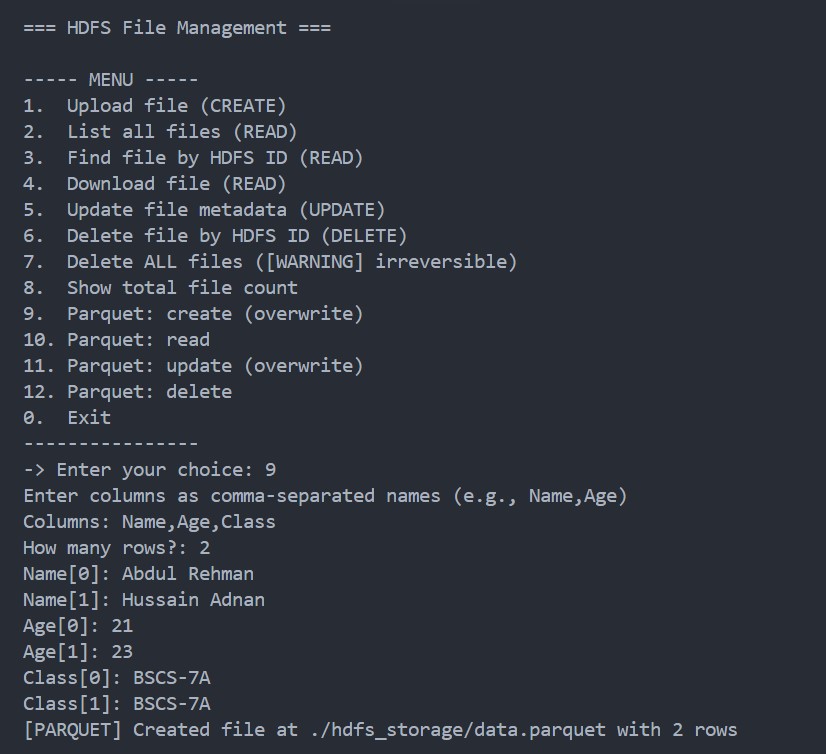 === HDFS File Management ===
----- MENU -----
1.  Upload file (CREATE)
2.  List all files (READ)
3.  Find file by HDFS ID (READ)
4.  Download file (READ)
5.  Update file metadata (UPDATE)
6.  Delete file by HDFS ID (DELETE)
7.  Delete ALL files ([WARNING] irreversible)
8.  Show total file count
9.  Parquet: create (overwrite)
10. Parquet: read
11. Parquet: update (overwrite)
12. Parquet: delete
0.  Exit
----------------
-> Enter your choice: 9
Enter columns as comma-separated names (e.g., Name,Age)
Columns: Name,Age,Class
How many rows?: 2
Name[0]: Abdul Rehman
Name[1]: Hussain Adnan
Age[0]: 21
Age[1]: 23
Class[0]: BSCS-7A
Class[1]: BSCS-7A
[PARQUET] Created file at ./hdfs_storage/data.parquet with 2 rows